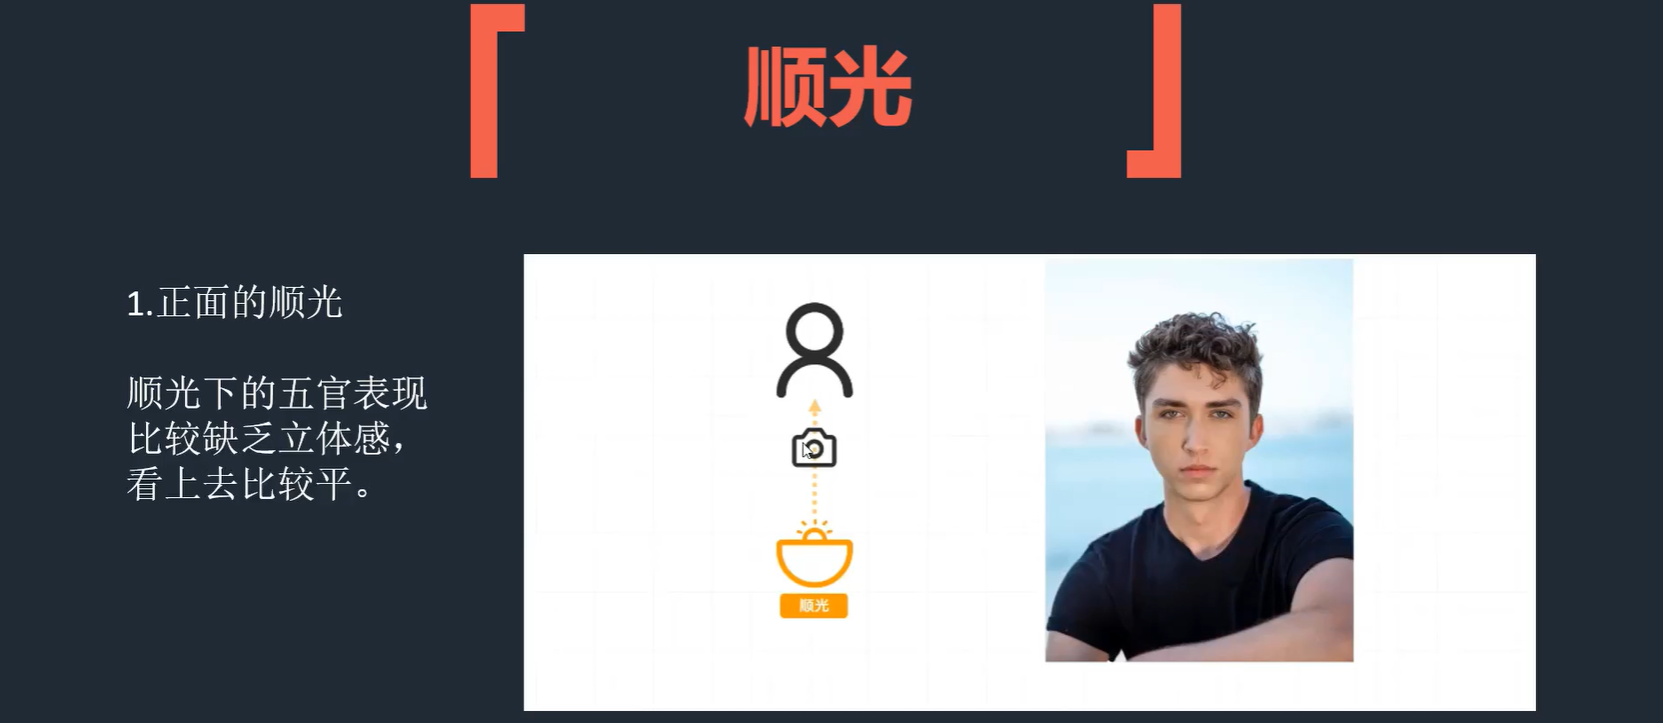 顺光
1.正面的顺光
顺光下的五官表现
比较缺乏立体感，
看上去比较平。
顺光